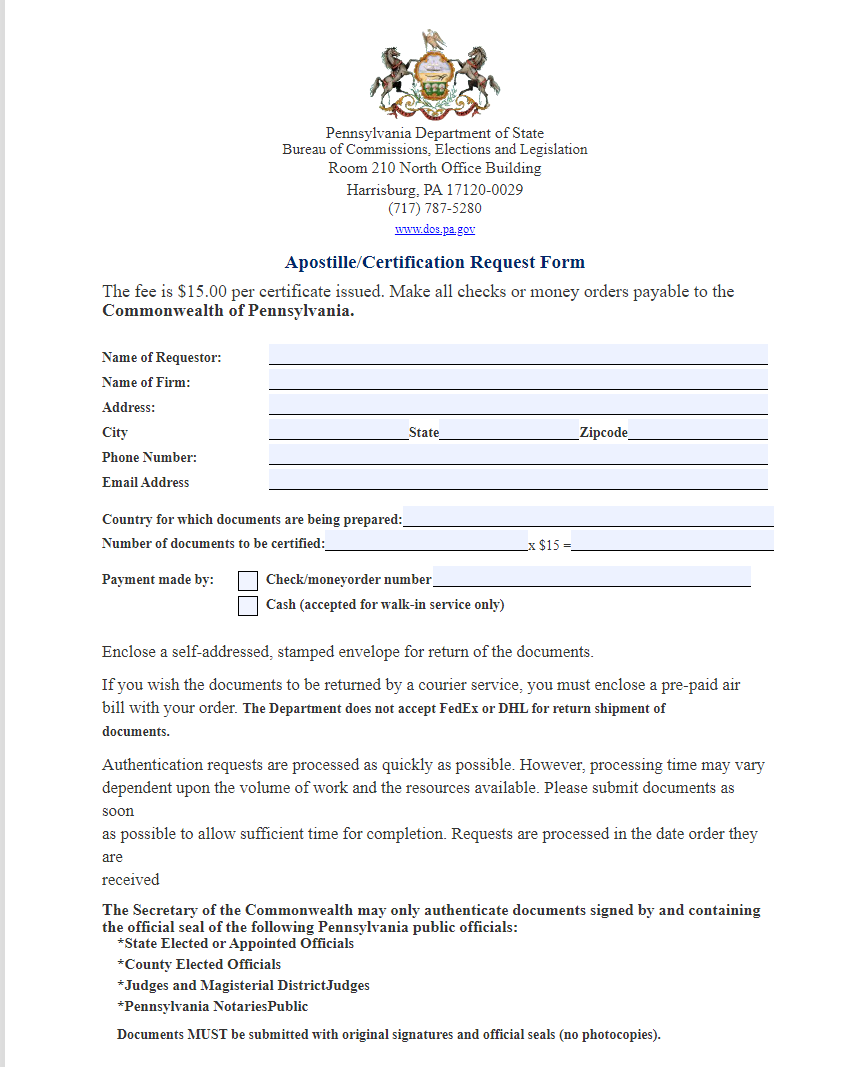 Pennsylvania Department of State
Bureau of Commissions, Elections and Legislation
Room 210 North Office Building
Harrisburg, PA 17120-0029
(717) 787-5280
www.dos.pa.gov
Apostille/Certification Request Form
The fee is $15.00 per certificate issued. Make all checks or money orders payable to the
Commonwealth of Pennsylvania.
Name of Requestor:
Name of Firm:
Address:
City State Zipcode
Phone Number:
Email Address
Country for which documents are being prepared:
Number of documents to be certified: x $15 =
Payment made by: Check/moneyorder number
Cash (accepted for walk-in service only)
Enclose a self-addressed, stamped envelope for return of the documents.
If you wish the documents to be returned by a courier service, you must enclose a pre-paid air
bill with your order. The Department does not accept FedEx or DHL for return shipment of
documents.
Authentication requests are processed as quickly as possible. However, processing time may vary
dependent upon the volume of work and the resources available. Please submit documents as
soon
as possible to allow sufficient time for completion. Requests are processed in the date order they
are
received
The Secretary of the Commonwealth may only authenticate documents signed by and containing
the official seal of the following Pennsylvania public officials:
*State Elected or Appointed Officials
*County Elected Officials
*Judges and Magisterial DistrictJudges
*Pennsylvania NotariesPublic
Documents MUST be submitted with original signatures and official seals (no photocopies).